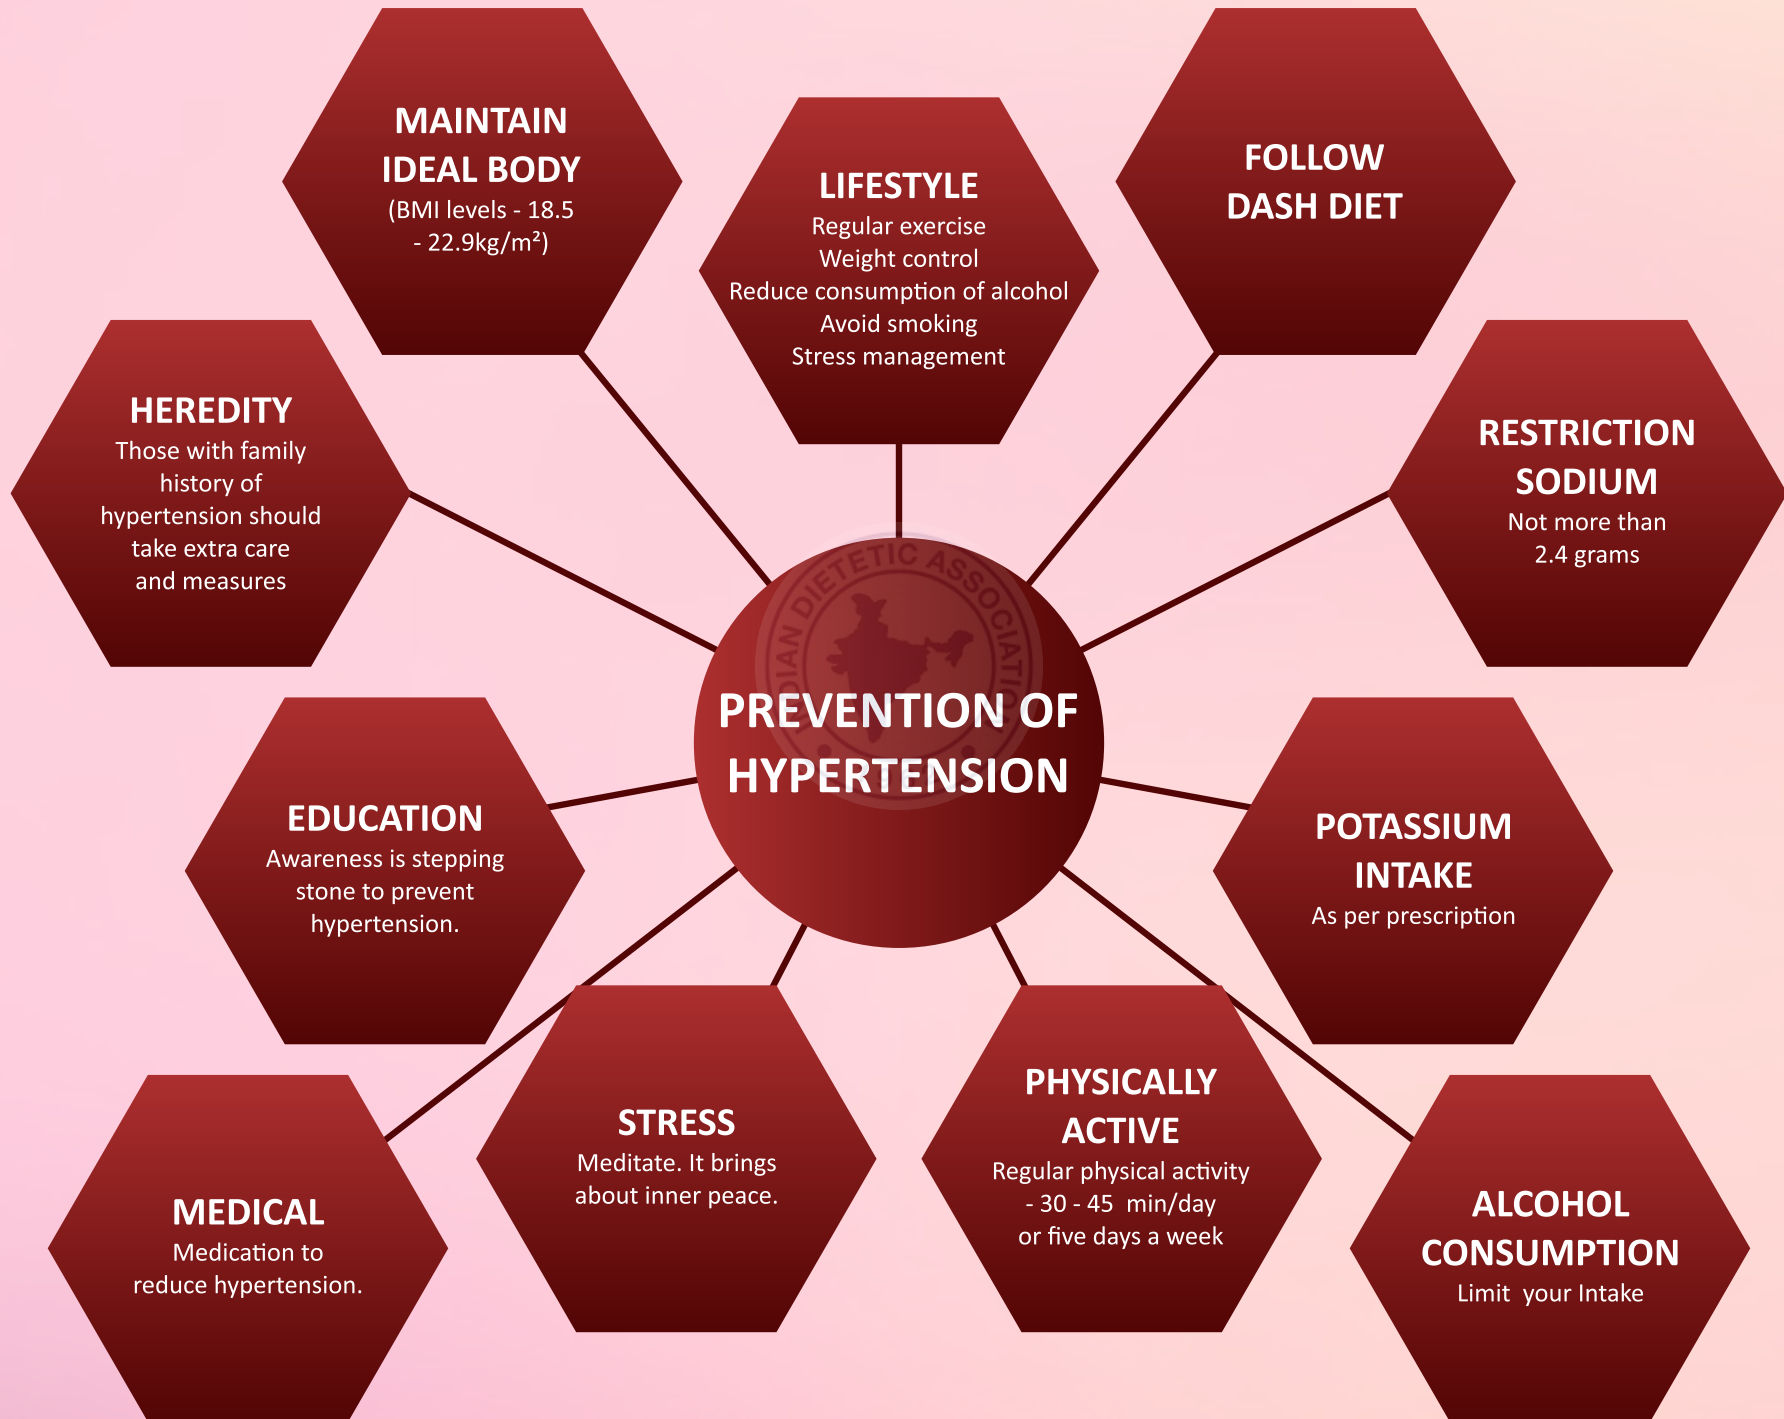 MAINTAIN
IDEAL BODY
(BMI levels - 18.5
- 22.9kg/m²)
LIFESTYLE
Regular exercise
Weight control
Reduce consumption of alcohol
Avoid smoking
Stress management
FOLLOW
DASH DIET
HEREDITY
Those with family
history of
hypertension should
take extra care
and measures
RESTRICTION
SODIUM
Not more than
2.4 grams
INDIAN DIETETIC ASSOCIATION
PREVENTION OF
HYPERTENSION
EDUCATION
Awareness is stepping
stone to prevent
hypertension.
POTASSIUM
INTAKE
As per prescription
MEDICAL
Medication to
reduce hypertension.
STRESS
Meditate. It brings
about inner peace.
PHYSICALLY
ACTIVE
Regular physical activity
- 30 - 45  min/day
or five days a week
ALCOHOL
CONSUMPTION
Limit  your Intake